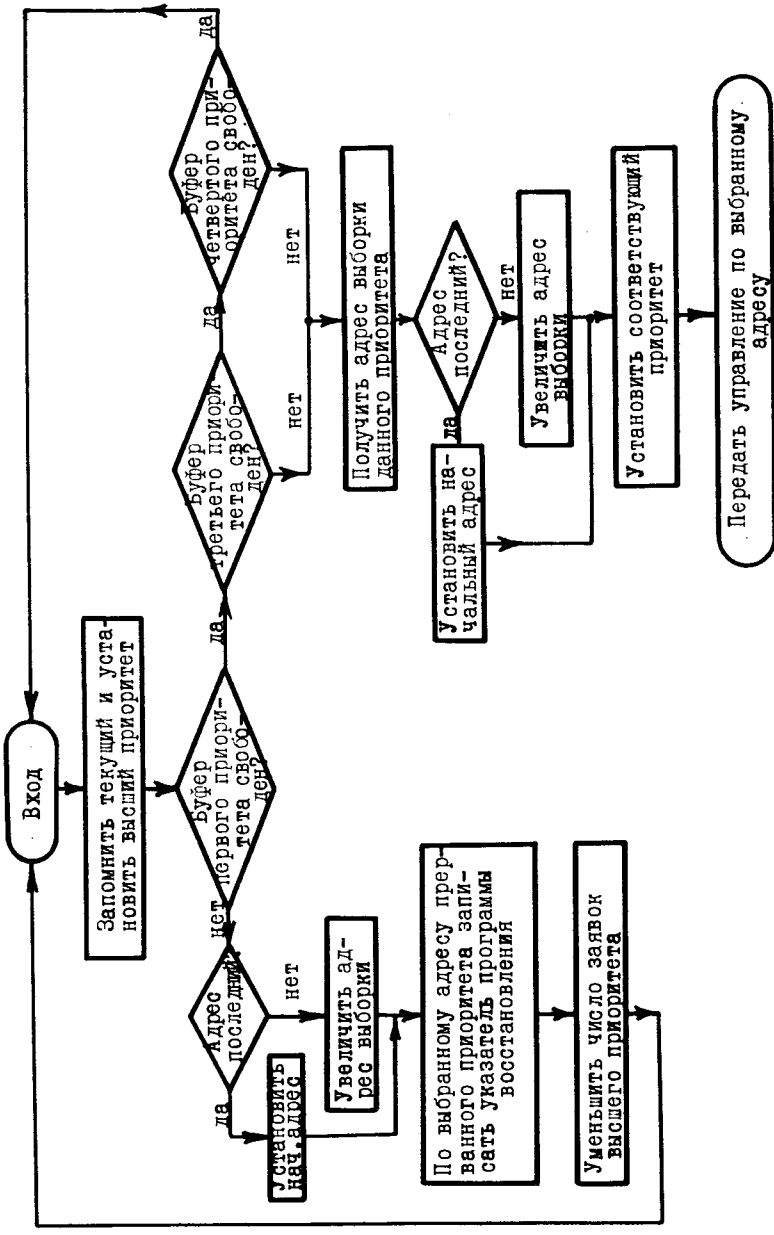 Вход
Запомнить текущий и уста-
новить высший приоритет
Буфер
первого приори-
тета свобо-
ден?
нет
да
Адрес
последний?
да
нет
Установить
нач.адрес
Увеличить ад-
рес выборки
По выбранному адресу прер-
ванного приоритета запи-
сать указатель программы
восстановления
Уменьшить число заявок
высшего приоритета
Буфер
третьего приори-
тета свобо-
ден?
да
нет
Буфер
четвертого при-
оритета свобо-
ден?
да
нет
Получить адрес выборки
данного приоритета
Адрес
последний?
да
нет
Установить на-
чальный адрес
Увеличить адрес
выборки
Установить соответствующий
приоритет
Передать управление по выбранному
адресу